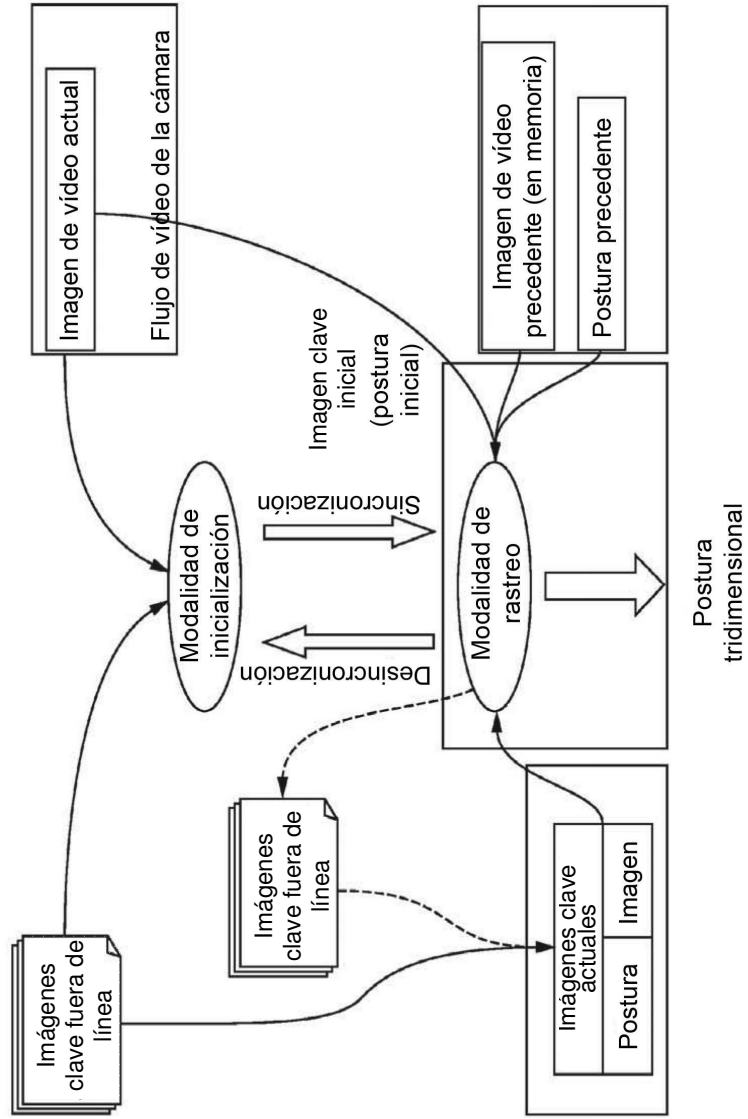 Imágenes
clave fuera de
línea
Imagen de vídeo actual
Flujo de vídeo de la cámara
Modalidad de
inicialización
Imágenes
clave fuera de
línea
Desincronización
Sincronización
Imagen clave
inicial
(postura
inicial)
Imágenes clave
actuales
Postura
Imagen
Modalidad de
rastreo
Imagen de vídeo
precedente (en memoria)
Postura precedente
Postura
tridimensional